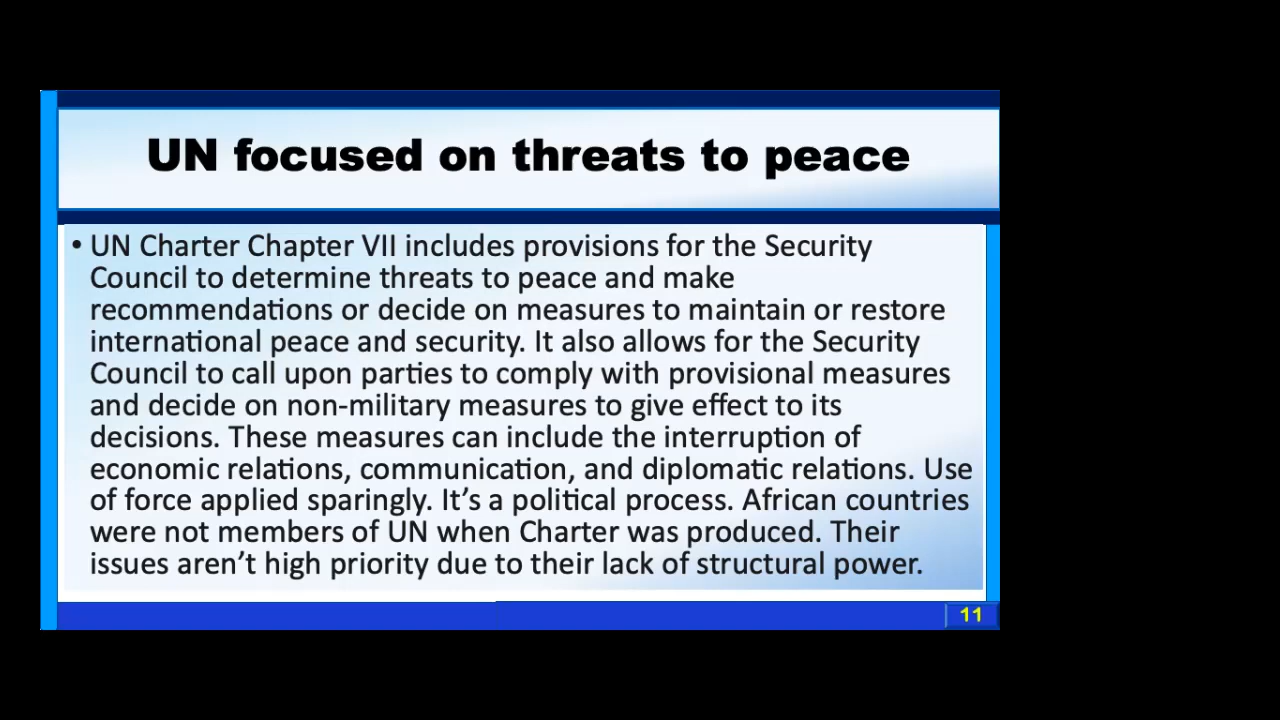 UN focused on threats to peace
• UN Charter Chapter VII includes provisions for the Security
Council to determine threats to peace and make
recommendations or decide on measures to maintain or restore
international peace and security. It also allows for the Security
Council to call upon parties to comply with provisional measures
and decide on non-military measures to give effect to its
decisions. These measures can include the interruption of
economic relations, communication, and diplomatic relations. Use
of force applied sparingly. It’s a political process. African countries
were not members of UN when Charter was produced. Their
issues aren’t high priority due to their lack of structural power.
11